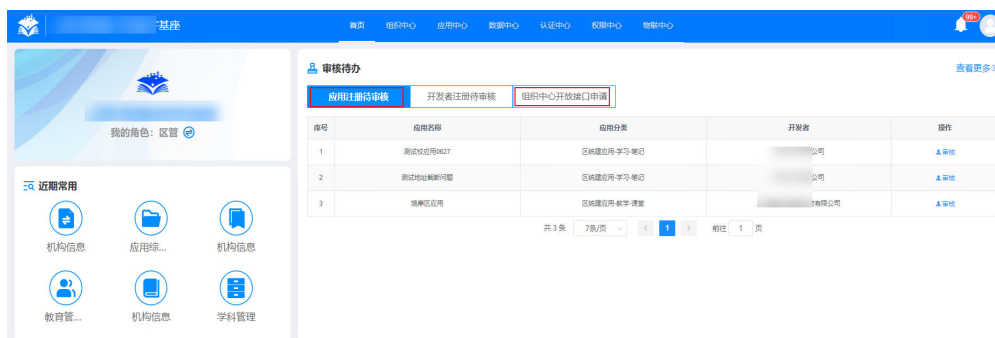 基座
首页 组织中心 应用中心 数据中心 认证中心 权限中心 物联中心
99+
我的角色：区管
近期常用
机构信息 应用综... 机构信息
教育管... 机构信息 学科管理
审核待办
查看更多
应用注册待审核 开发者注册待审核 组织中心开放接口申请
序号 应用名称 应用分类 开发者 操作
1 测试校应用0627 区统建应用-学习-笔记 公司 审核
2 测试地址截断问题 区统建应用-学习-笔记 公司 审核
3 区应用 区统建应用-教学-课堂 有限公司 审核
共 3 条 7条/页 < 1 > 前往 1 页